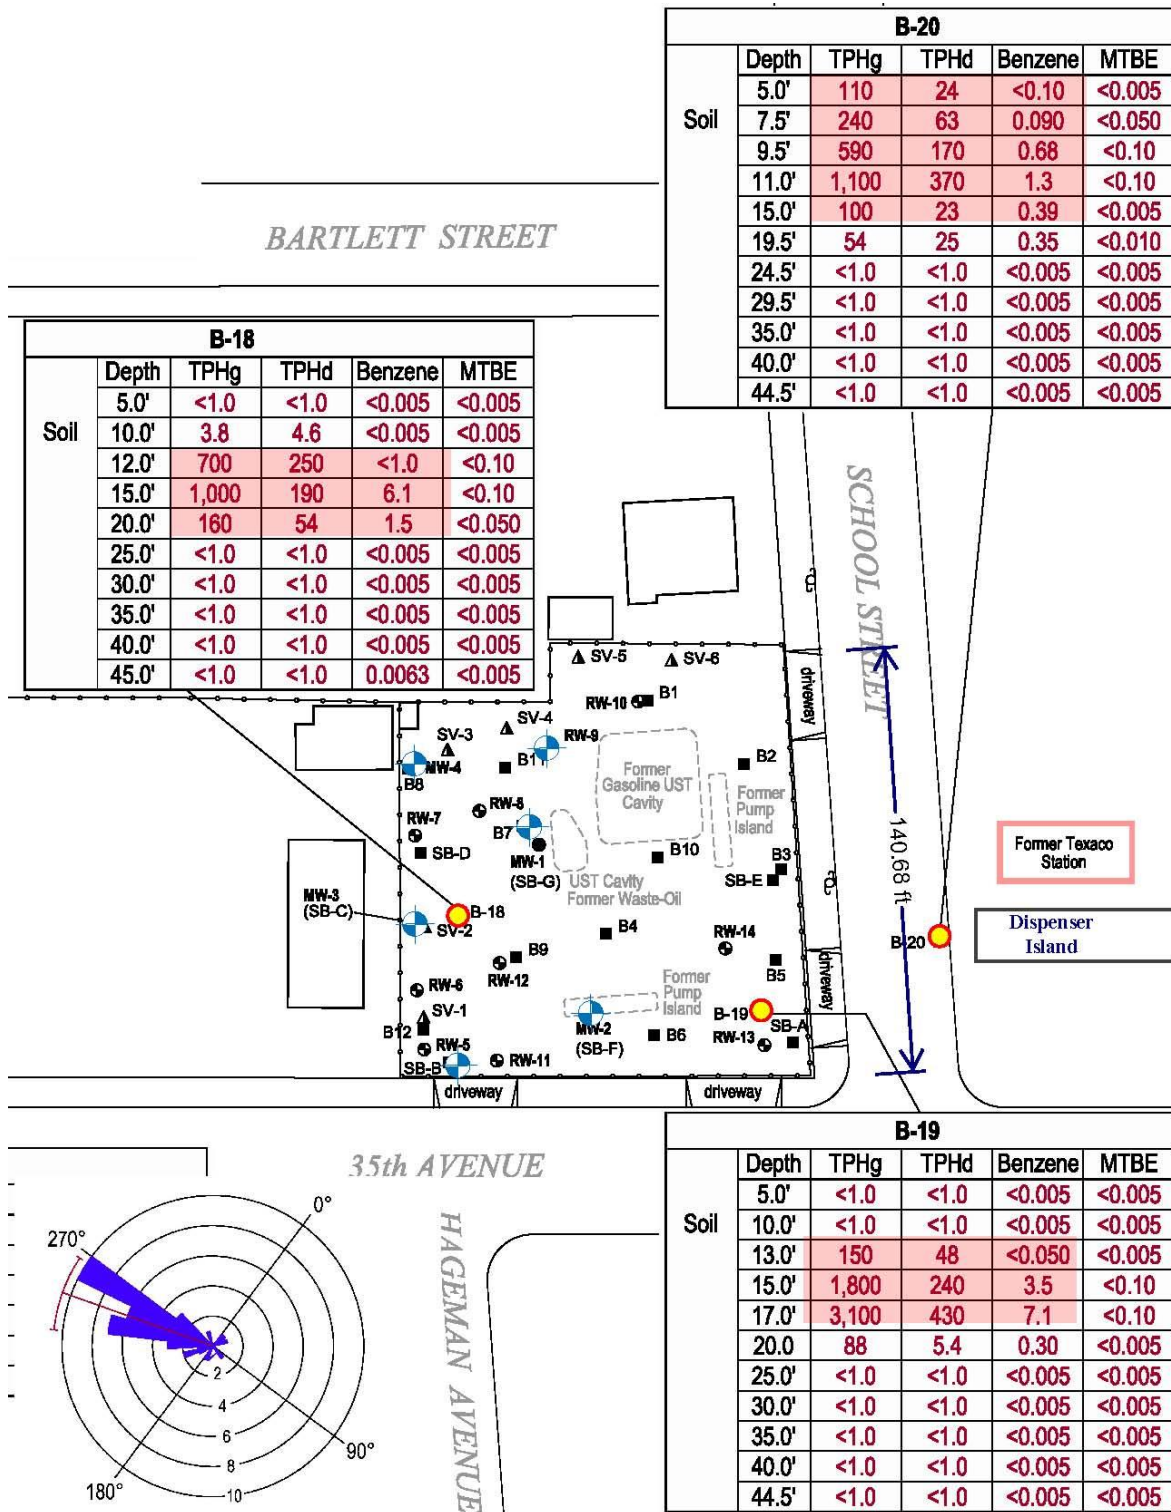 B-20
Depth TPHg TPHd Benzene MTBE
Soil
5.0' 110 24 <0.10 <0.005
7.5' 240 63 0.090 <0.050
9.5' 590 170 0.68 <0.10
11.0' 1,100 370 1.3 <0.10
15.0' 100 23 0.39 <0.005
19.5' 54 25 0.35 <0.010
24.5' <1.0 <1.0 <0.005 <0.005
29.5' <1.0 <1.0 <0.005 <0.005
35.0' <1.0 <1.0 <0.005 <0.005
40.0' <1.0 <1.0 <0.005 <0.005
44.5' <1.0 <1.0 <0.005 <0.005
BARTLETT STREET
B-18
Depth TPHg TPHd Benzene MTBE
Soil
5.0' <1.0 <1.0 <0.005 <0.005
10.0' 3.8 4.6 <0.005 <0.005
12.0' 700 250 <1.0 <0.10
15.0' 1,000 190 6.1 <0.10
20.0' 160 54 1.5 <0.050
25.0' <1.0 <1.0 <0.005 <0.005
30.0' <1.0 <1.0 <0.005 <0.005
35.0' <1.0 <1.0 <0.005 <0.005
40.0' <1.0 <1.0 <0.005 <0.005
45.0' <1.0 <1.0 0.0063 <0.005
SCHOOL STREET
SV-5
SV-6
RW-10
B1
driveway
SV-4
SV-3
RW-9
MW-4
B8
B11
B2
Former
Gasoline UST
Cavity
Former
Pump
Island
RW-8
RW-7
B7
SB-D
MW-1
(SB-G)
B10
B3
SB-E
UST Cavity
Former Waste-Oil
140.68 ft
Former Texaco
Station
MW-3
(SB-C)
B-18
SV-2
B4
RW-14
B-20
Dispenser
Island
B9
RW-12
B5
driveway
RW-6
Former
Pump
Island
SV-1
B12
MW-2
(SB-F)
B-19
SB-A
B6
RW-13
RW-5
SB-B
RW-11
driveway
driveway
35th AVENUE
HAGEMAN AVENUE
0°
270°
90°
180°
2
4
6
8
10
B-19
Depth TPHg TPHd Benzene MTBE
Soil
5.0' <1.0 <1.0 <0.005 <0.005
10.0' <1.0 <1.0 <0.005 <0.005
13.0' 150 48 <0.050 <0.005
15.0' 1,800 240 3.5 <0.10
17.0' 3,100 430 7.1 <0.10
20.0 88 5.4 0.30 <0.005
25.0' <1.0 <1.0 <0.005 <0.005
30.0' <1.0 <1.0 <0.005 <0.005
35.0' <1.0 <1.0 <0.005 <0.005
40.0' <1.0 <1.0 <0.005 <0.005
44.5' <1.0 <1.0 <0.005 <0.005